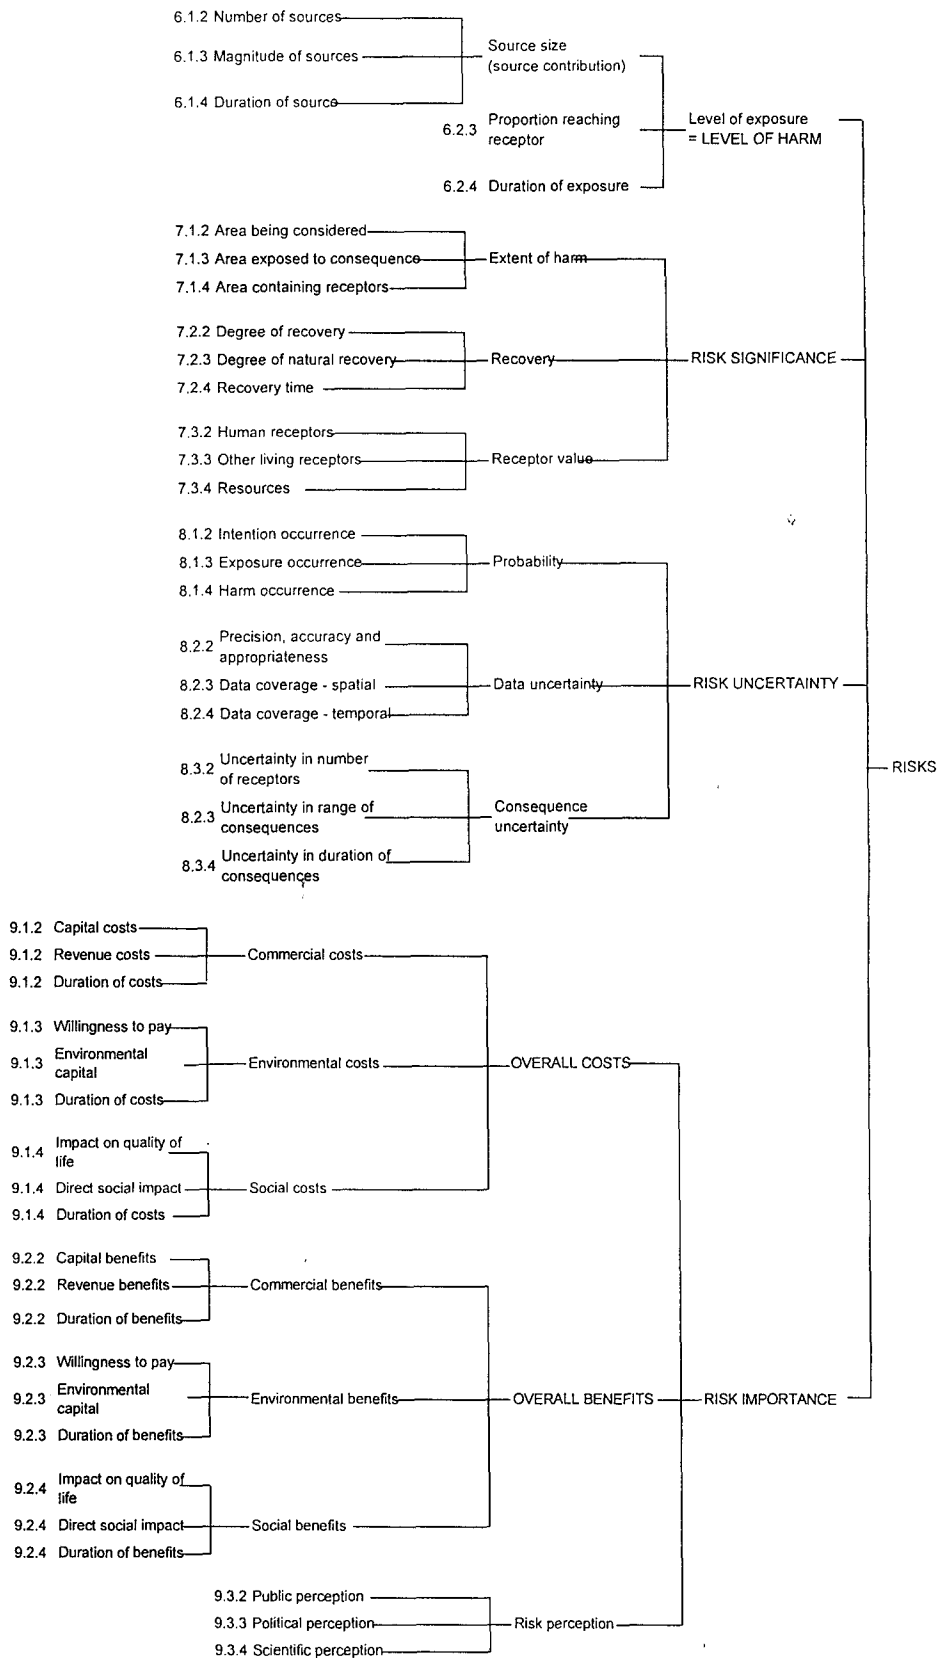 6.1.2 Number of sources
6.1.3 Magnitude of sources
Source size
(source contribution)
6.1.4 Duration of source
6.2.3 Proportion reaching
receptor
Level of exposure
= LEVEL OF HARM
6.2.4 Duration of exposure
7.1.2 Area being considered
7.1.3 Area exposed to consequence
Extent of harm
7.1.4 Area containing receptors
7.2.2 Degree of recovery
7.2.3 Degree of natural recovery
Recovery
RISK SIGNIFICANCE
7.2.4 Recovery time
7.3.2 Human receptors
7.3.3 Other living receptors
Receptor value
7.3.4 Resources
8.1.2 Intention occurrence
8.1.3 Exposure occurrence
Probability
8.1.4 Harm occurrence
8.2.2 Precision, accuracy and
appropriateness
8.2.3 Data coverage - spatial
Data uncertainty
RISK UNCERTAINTY
8.2.4 Data coverage - temporal
8.3.2 Uncertainty in number
of receptors
RISKS
8.2.3 Uncertainty in range of
consequences
Consequence
uncertainty
8.3.4 Uncertainty in duration of
consequences
9.1.2 Capital costs
9.1.2 Revenue costs
Commercial costs
9.1.2 Duration of costs
9.1.3 Willingness to pay
9.1.3 Environmental
capital
Environmental costs
OVERALL COSTS
9.1.3 Duration of costs
9.1.4 Impact on quality of
life
9.1.4 Direct social impact
Social costs
9.1.4 Duration of costs
9.2.2 Capital benefits
9.2.2 Revenue benefits
Commercial benefits
9.2.2 Duration of benefits
9.2.3 Willingness to pay
9.2.3 Environmental
capital
Environmental benefits
OVERALL BENEFITS
RISK IMPORTANCE
9.2.3 Duration of benefits
9.2.4 Impact on quality of
life
9.2.4 Direct social impact
Social benefits
9.2.4 Duration of benefits
9.3.2 Public perception
9.3.3 Political perception
Risk perception
9.3.4 Scientific perception